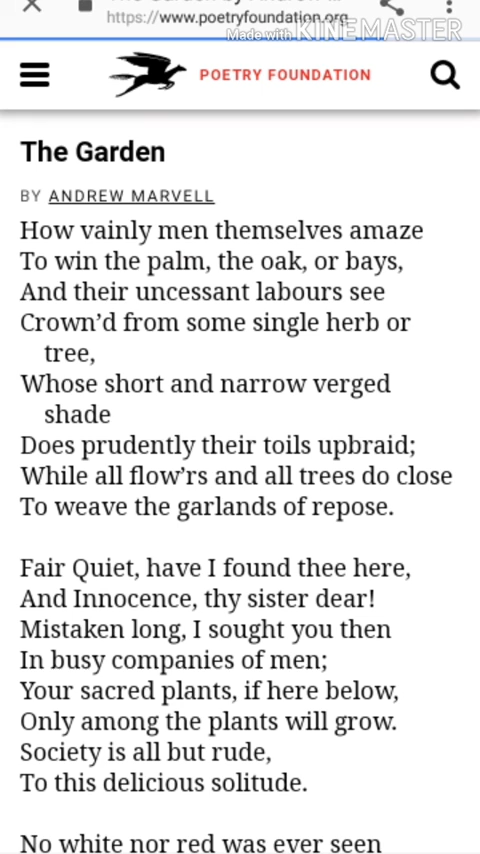 https://www.poetryfoundation.org
Made with KINEMASTER
POETRY FOUNDATION
The Garden
BY ANDREW MARVELL
How vainly men themselves amaze
To win the palm, the oak, or bays,
And their uncessant labours see
Crown’d from some single herb or
tree,
Whose short and narrow verged
shade
Does prudently their toils upbraid;
While all flow’rs and all trees do close
To weave the garlands of repose.
Fair Quiet, have I found thee here,
And Innocence, thy sister dear!
Mistaken long, I sought you then
In busy companies of men;
Your sacred plants, if here below,
Only among the plants will grow.
Society is all but rude,
To this delicious solitude.
No white nor red was ever seen